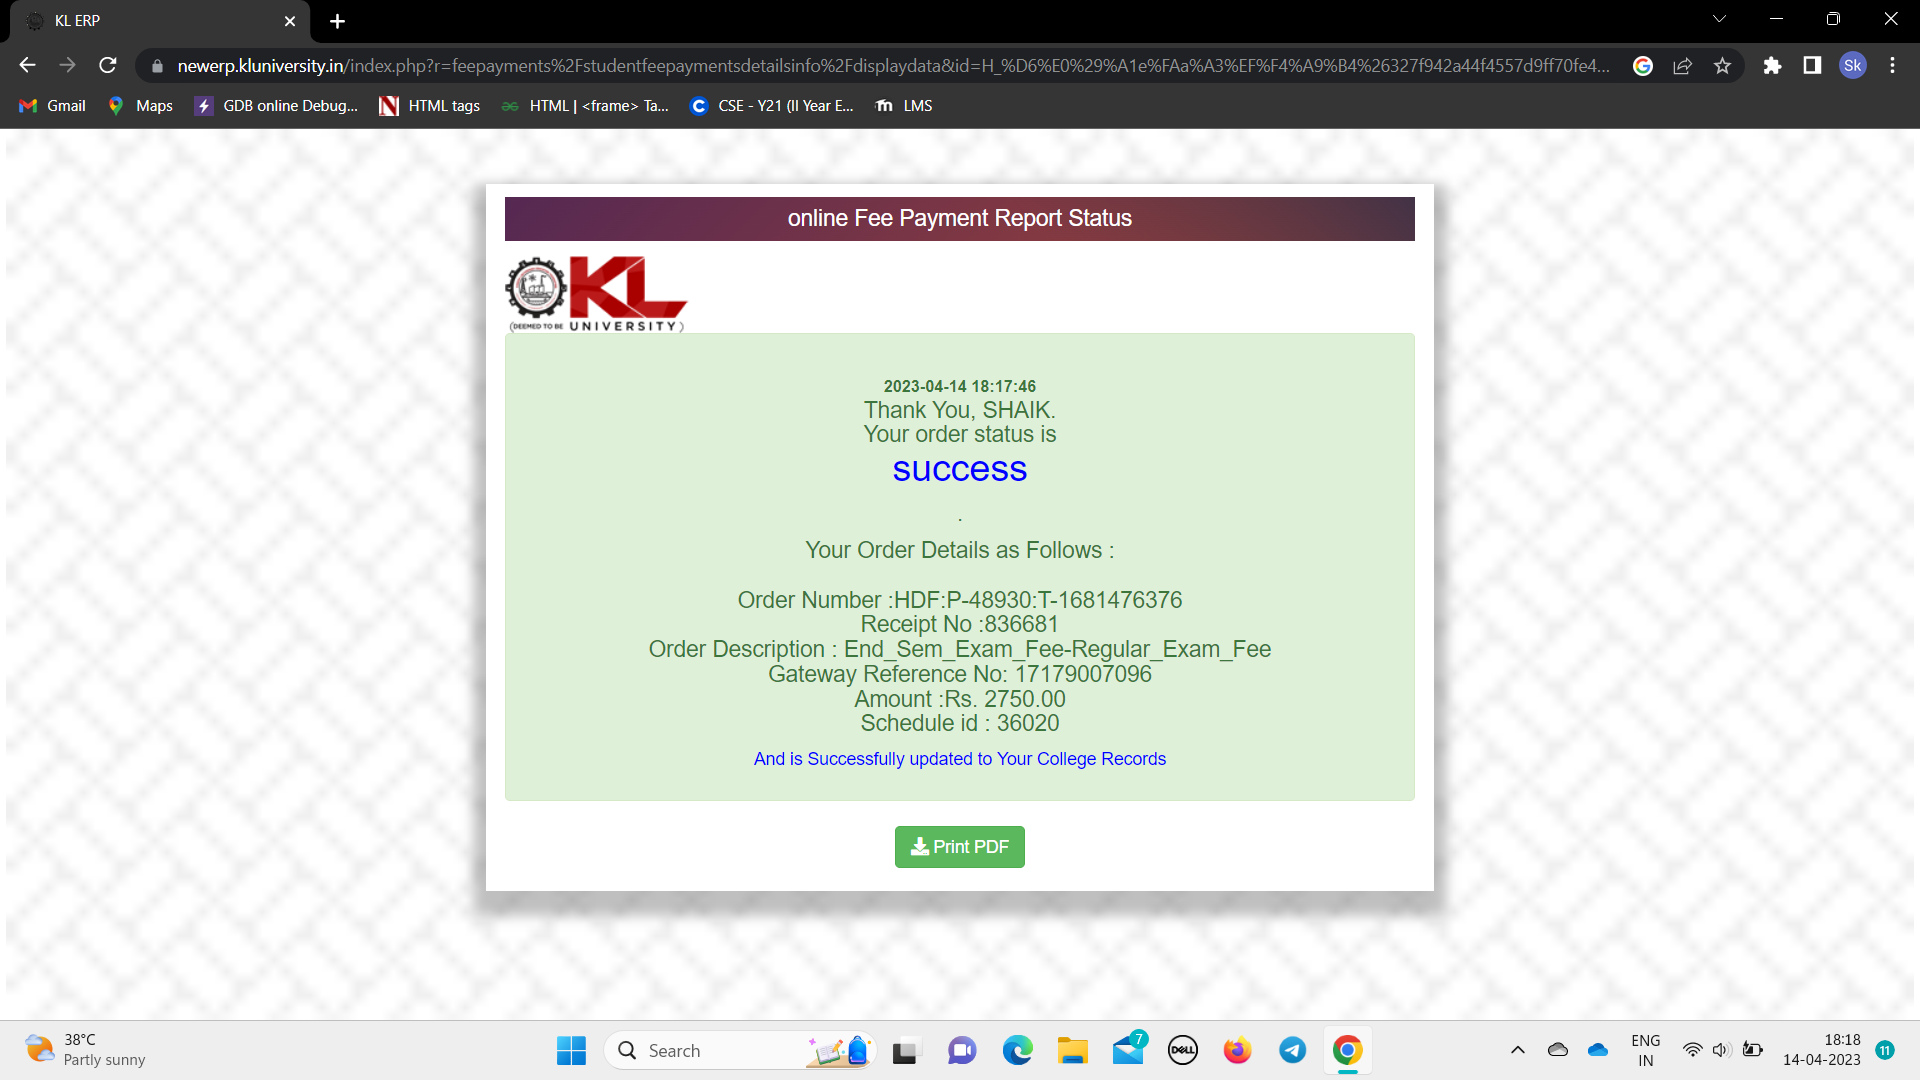 KL ERP
newerp.kluniversity.in/index.php?r=feepayments%2Fstudentfeepaymentsdetailsinfo%2Fdisplaydata&id=H_%D6%E0%29%A1e%FAa%A3%EF%F4%A9%B4%26327f942a44f4557d9ff70fe4...
Sk
Gmail
Maps
GDB online Debug...
HTML tags
HTML | <frame> Ta...
CSE - Y21 (II Year E...
LMS
online Fee Payment Report Status
KL
(DEEMED TO BE UNIVERSITY)
2023-04-14 18:17:46
Thank You, SHAIK.
Your order status is
success
.
Your Order Details as Follows :
Order Number :HDF:P-48930:T-1681476376
Receipt No :836681
Order Description : End_Sem_Exam_Fee-Regular_Exam_Fee
Gateway Reference No: 17179007096
Amount :Rs. 2750.00
Schedule id : 36020
And is Successfully updated to Your College Records
Print PDF
38°C
Partly sunny
Search
7
DELL
ENG
IN
18:18
14-04-2023
11